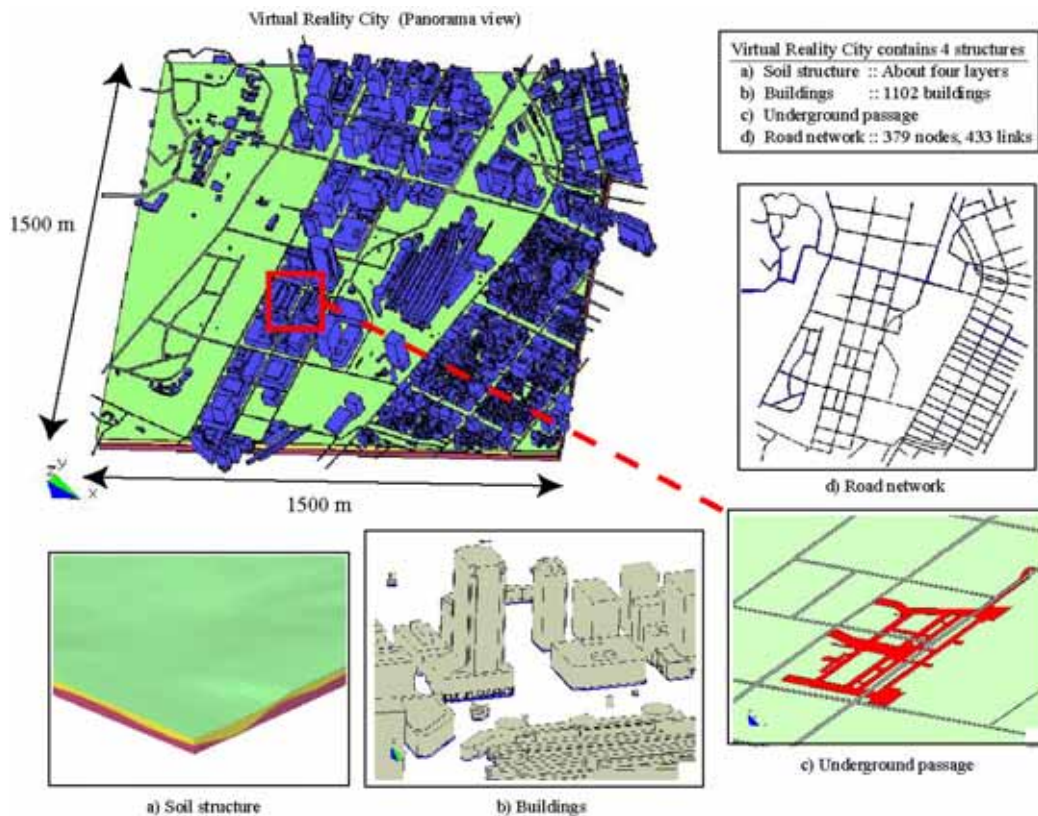 Virtual Reality City (Panorama view)
Virtual Reality City contains 4 structures
a) Soil structure :: About four layers
b) Buildings :: 1102 buildings
c) Underground passage
d) Road network :: 379 nodes, 433 links
1500 m
1500 m
Z
Y
X
d) Road network
a) Soil structure
b) Buildings
c) Underground passage